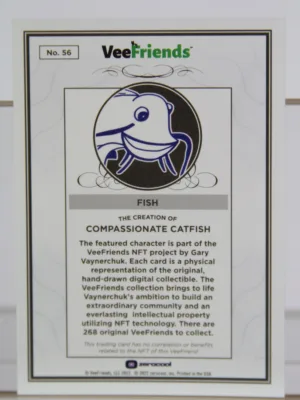 No. 56
VeeFriends
FISH
THE CREATION OF
COMPASSIONATE CATFISH
The featured character is part of the
VeeFriends NFT project by Gary
Vaynerchuk. Each card is a physical
representation of the original,
hand-drawn digital collectible. The
VeeFriends collection brings to life
Vaynerchuk's ambition to build an
extraordinary community and an
everlasting intellectual property
utilizing NFT technology. There are
268 original VeeFriends to collect.
This trading card has no correlation or benefits
related to the NFT of this VeeFriend
zerocool